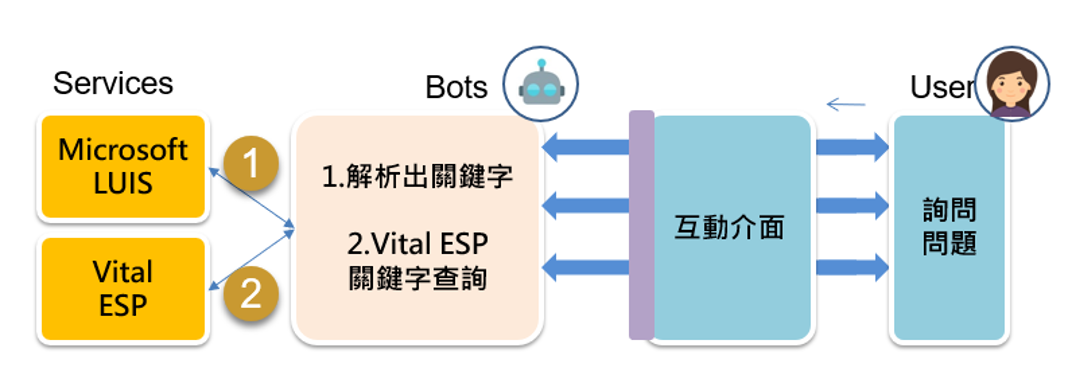 Services
Bots
User
Microsoft
LUIS
1
Vital
ESP
2
1.解析出關鍵字
2.Vital ESP
關鍵字查詢
互動介面
詢問
問題